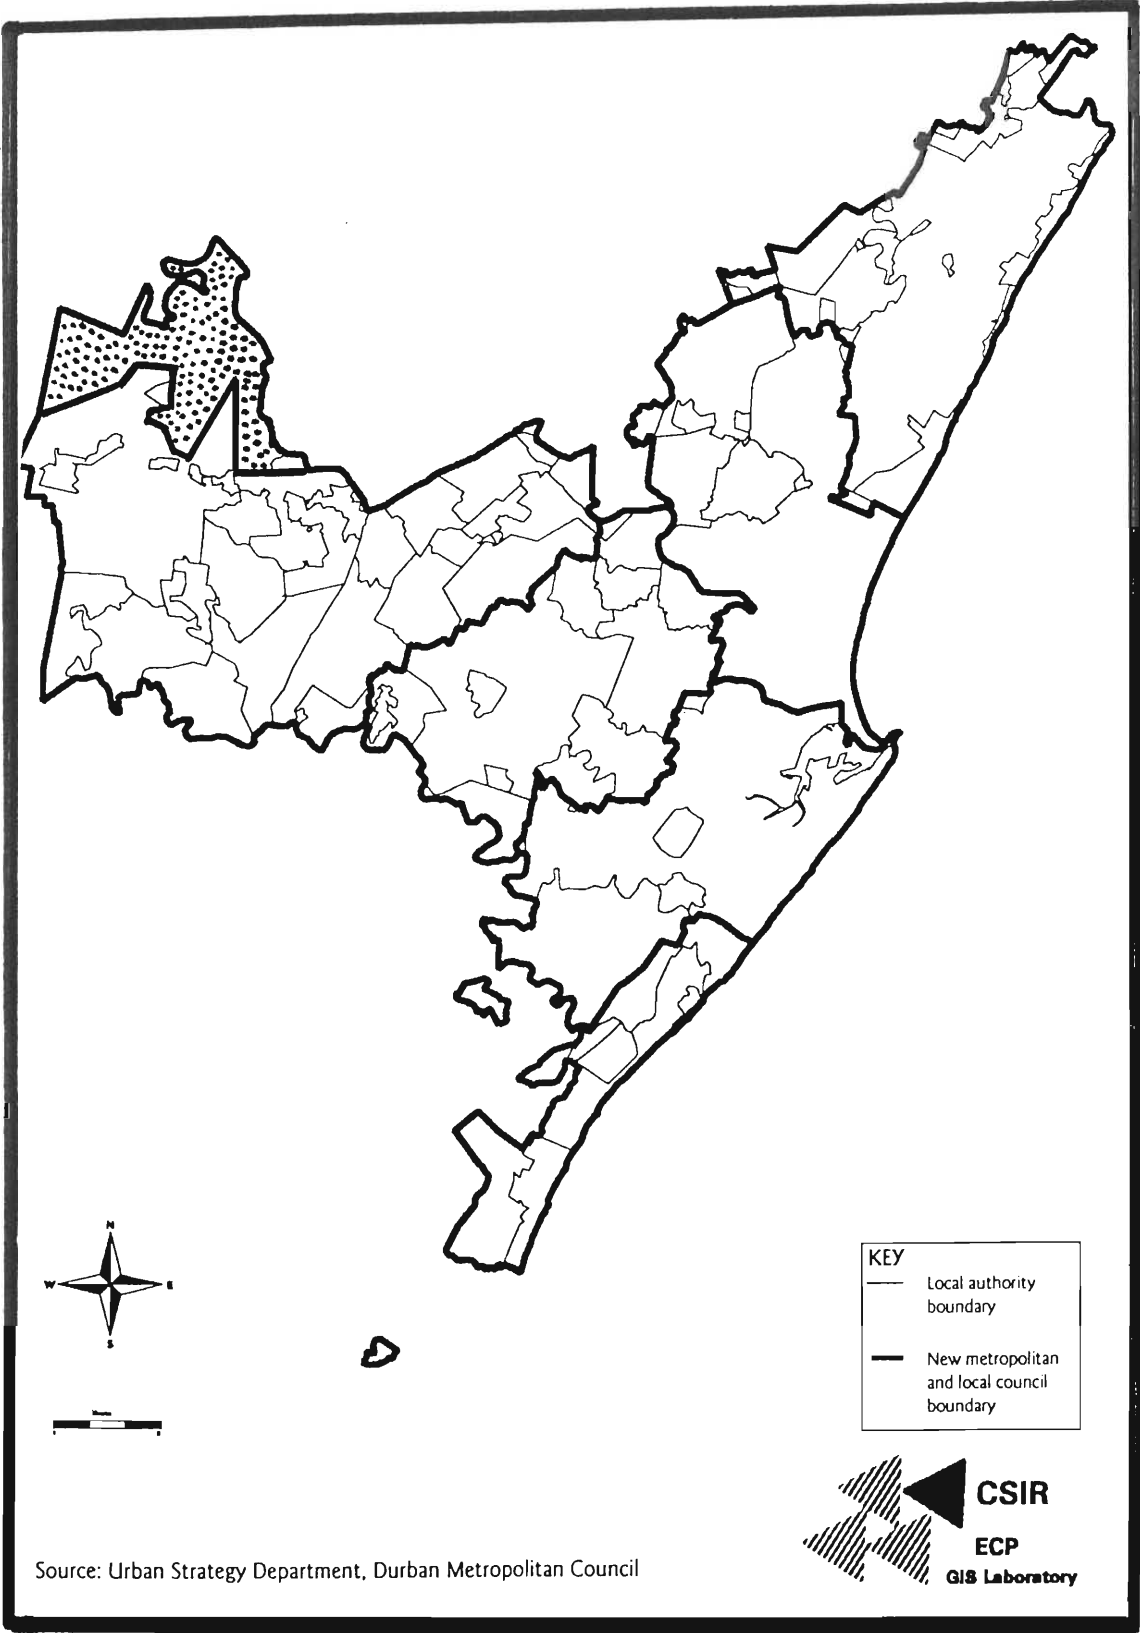 N
W
E
S
KEY
Local authority
boundary
New metropolitan
and local council
boundary
CSIR
ECP
GIS Laboratory
Source: Urban Strategy Department, Durban Metropolitan Council